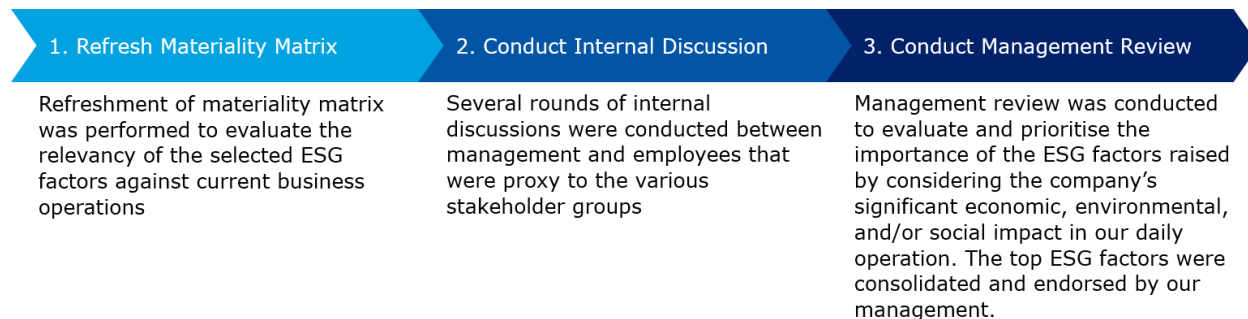 1. Refresh Materiality Matrix
Refreshment of materiality matrix
was performed to evaluate the
relevancy of the selected ESG
factors against current business
operations
2. Conduct Internal Discussion
Several rounds of internal
discussions were conducted between
management and employees that
were proxy to the various
stakeholder groups
3. Conduct Management Review
Management review was conducted
to evaluate and prioritise the
importance of the ESG factors raised
by considering the company’s
significant economic, environmental,
and/or social impact in our daily
operation. The top ESG factors were
consolidated and endorsed by our
management.